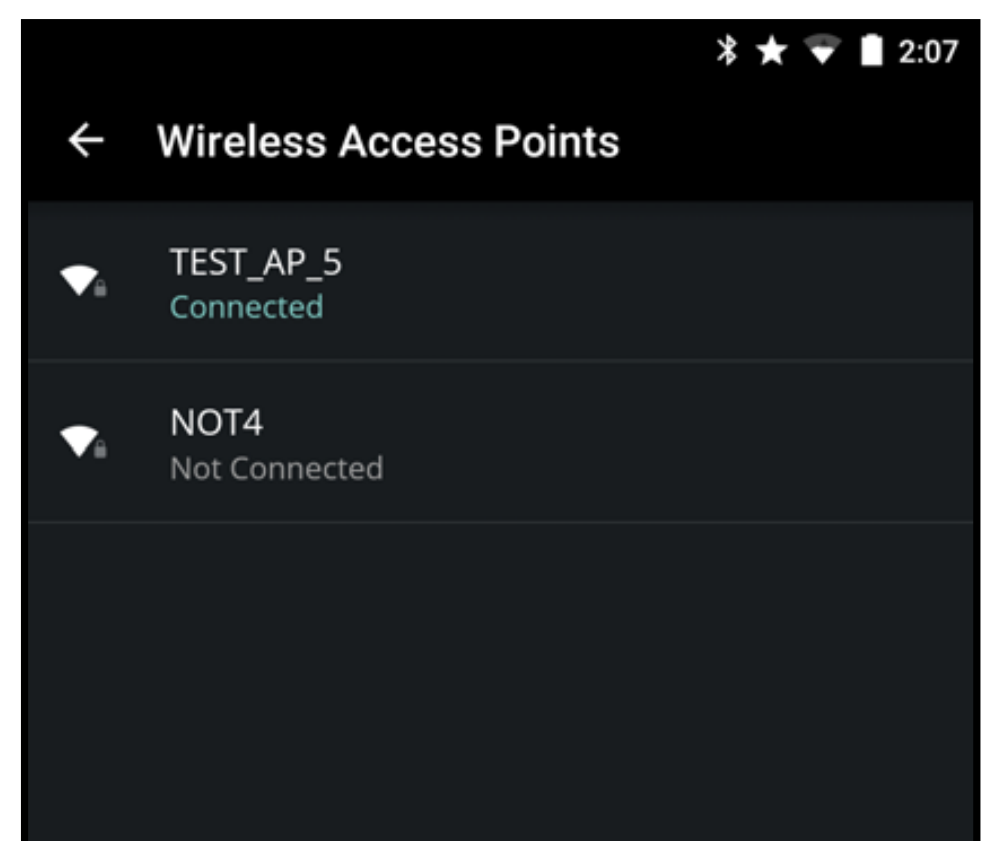 2:07
Wireless Access Points
TEST_AP_5
Connected
NOT4
Not Connected